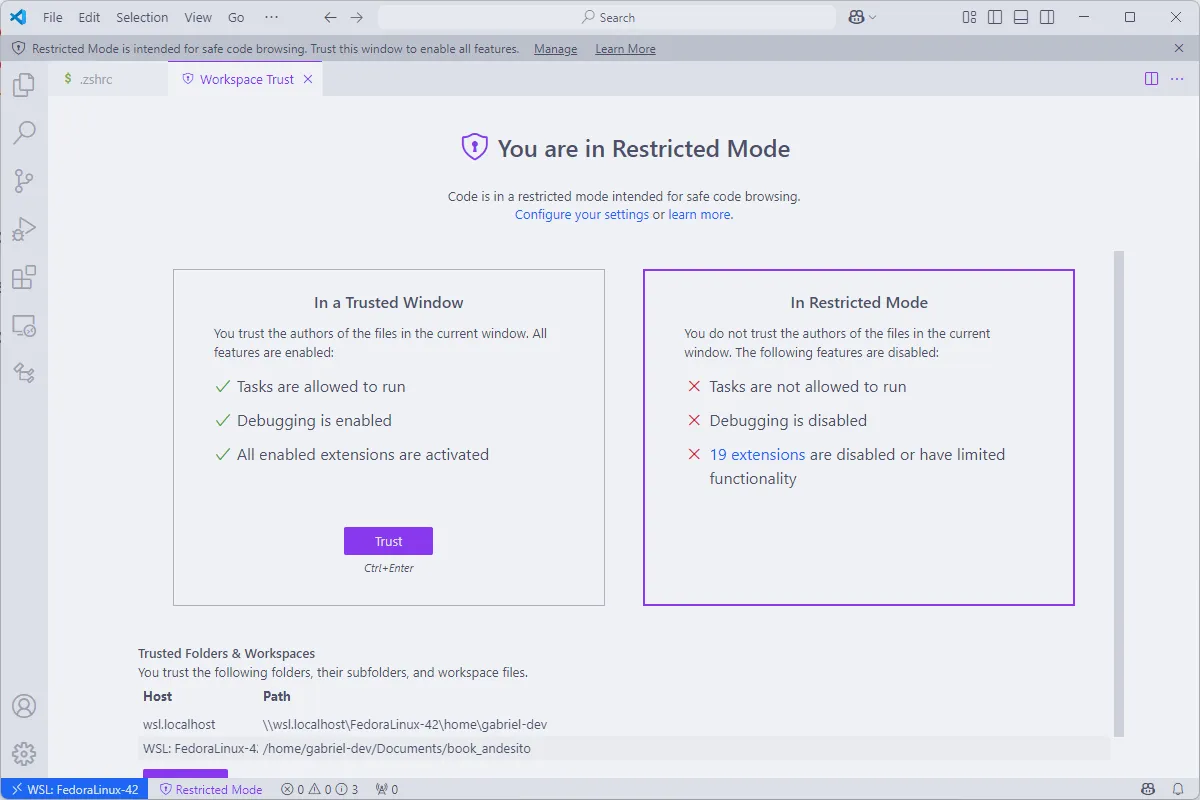 File Edit Selection View Go ··· Search
Restricted Mode is intended for safe code browsing. Trust this window to enable all features. Manage Learn More
$ .zshrc Workspace Trust
You are in Restricted Mode
Code is in a restricted mode intended for safe code browsing.
Configure your settings or learn more.
In a Trusted Window
You trust the authors of the files in the current window. All
features are enabled:
Tasks are allowed to run
Debugging is enabled
All enabled extensions are activated
Trust
Ctrl+Enter
In Restricted Mode
You do not trust the authors of the files in the current
window. The following features are disabled:
Tasks are not allowed to run
Debugging is disabled
19 extensions are disabled or have limited
functionality
Trusted Folders & Workspaces
You trust the following folders, their subfolders, and workspace files.
Host Path
wsl.localhost \\wsl.localhost\FedoraLinux-42\home\gabriel-dev
WSL: FedoraLinux-4 /home/gabriel-dev/Documents/book_andesito
WSL: FedoraLinux-42 Restricted Mode 0 0 3 0